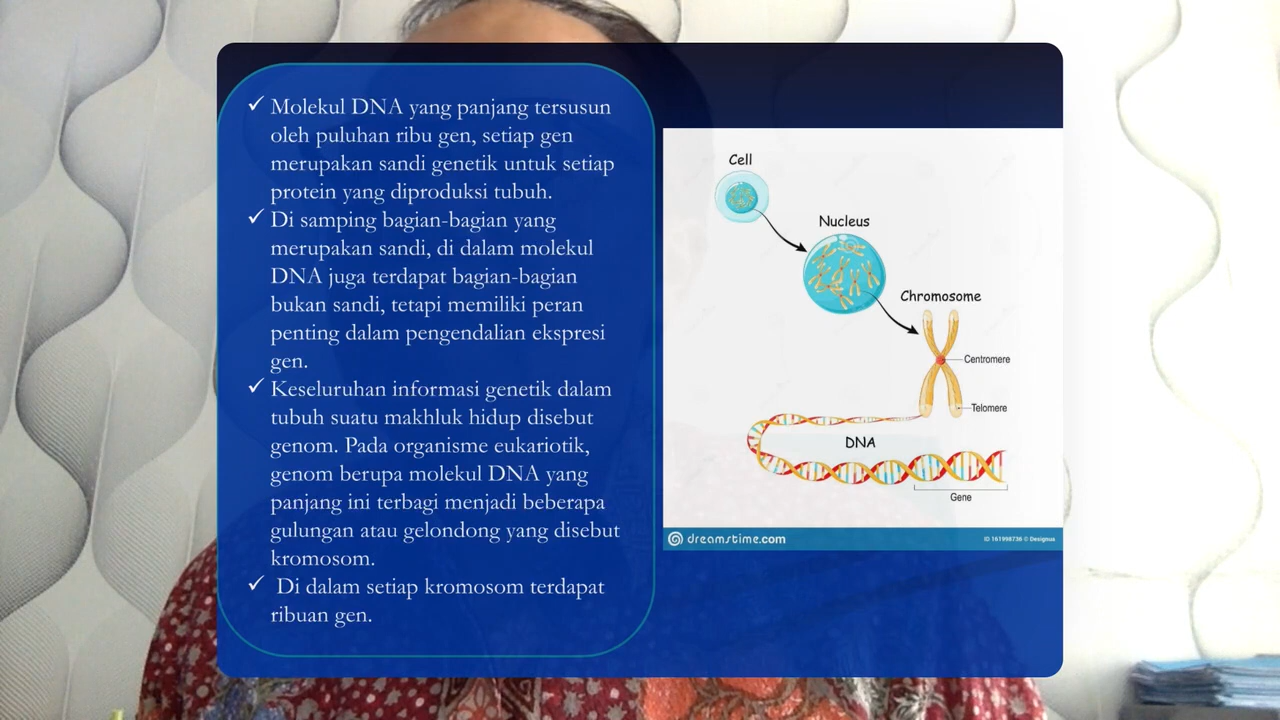 ✓ Molekul DNA yang panjang tersusun
oleh puluhan ribu gen, setiap gen
merupakan sandi genetik untuk setiap
protein yang diproduksi tubuh.
✓ Di samping bagian-bagian yang
merupakan sandi, di dalam molekul
DNA juga terdapat bagian-bagian
bukan sandi, tetapi memiliki peran
penting dalam pengendalian ekspresi
gen.
✓ Keseluruhan informasi genetik dalam
tubuh suatu makhluk hidup disebut
genom. Pada organisme eukariotik,
genom berupa molekul DNA yang
panjang ini terbagi menjadi beberapa
gulungan atau gelondong yang disebut
kromosom.
✓ Di dalam setiap kromosom terdapat
ribuan gen.
Cell
Nucleus
Chromosome
Centromere
Telomere
DNA
Gene
dreamstime.com
ID 161998736 © Designus